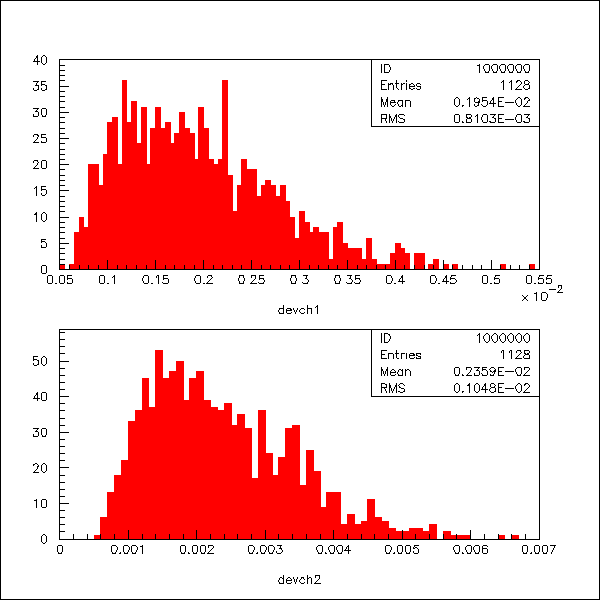 40
35
30
25
20
15
10
5
0
ID 1000000
Entries 1128
Mean 0.1954E-02
RMS 0.8103E-03
0.05 0.1 0.15 0.2 0.25 0.3 0.35 0.4 0.45 0.5 0.55
×10-2
devch1
50
40
30
20
10
0
ID 1000000
Entries 1128
Mean 0.2359E-02
RMS 0.1048E-02
0 0.001 0.002 0.003 0.004 0.005 0.006 0.007
devch2